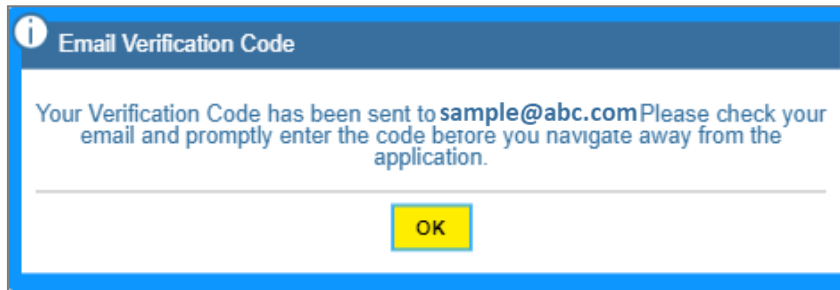 Email Verification Code
Your Verification Code has been sent to sample@abc.com Please check your
email and promptly enter the code before you navigate away from the
application.
OK